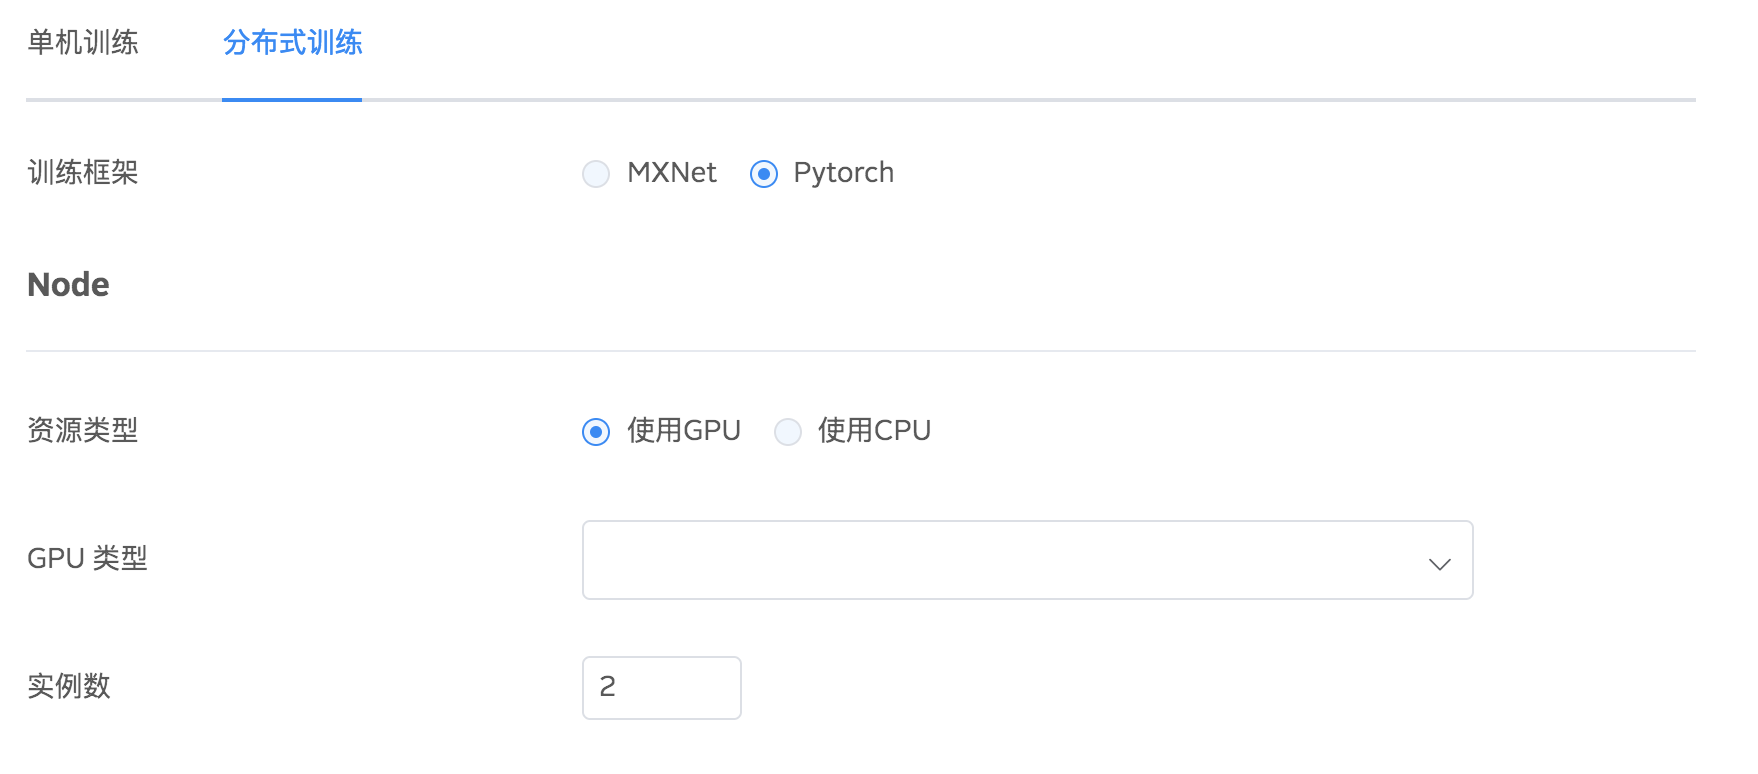 单机训练 分布式训练
训练框架 MXNet Pytorch
Node
资源类型 使用GPU 使用CPU
GPU 类型
实例数 2